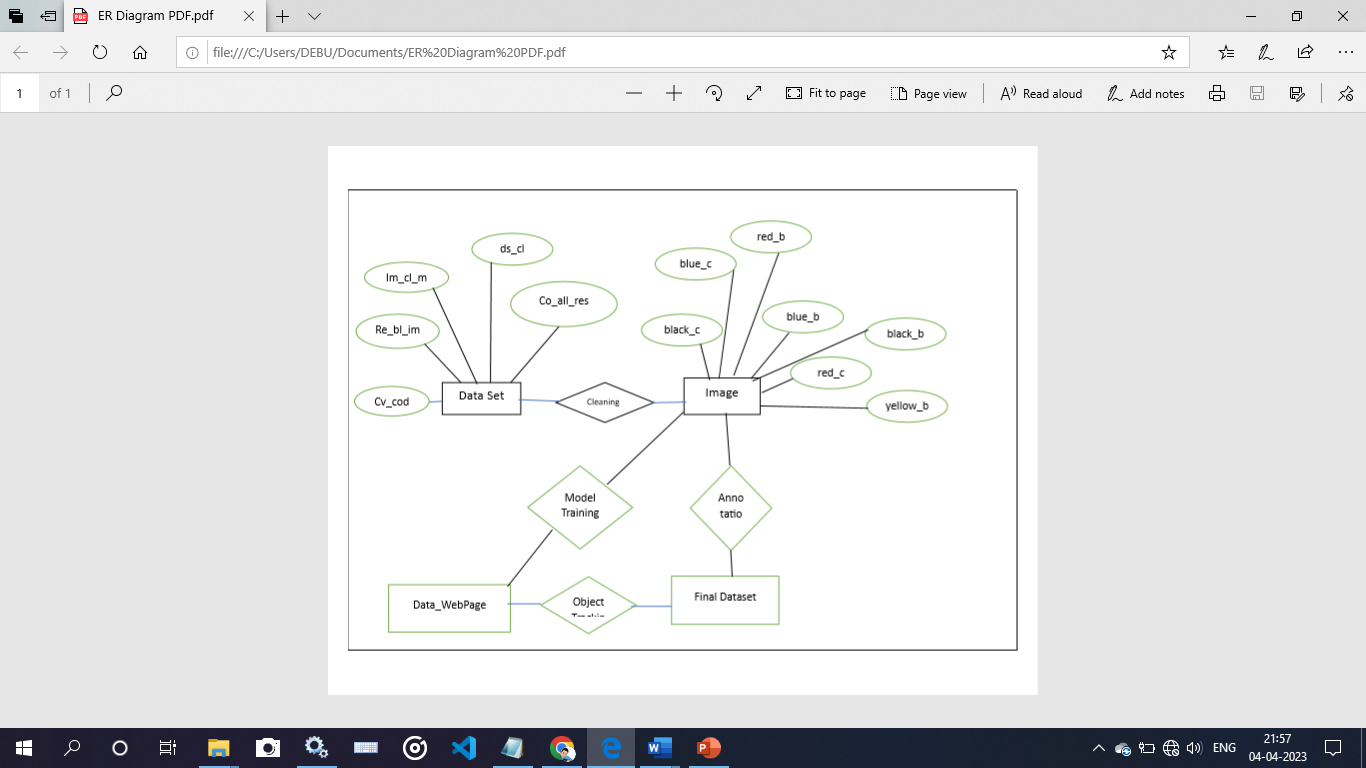 ER Diagram PDF.pdf
file:///C:/Users/DEBU/Documents/ER%20Diagram%20PDF.pdf
1 of 1
Fit to page
Page view
Read aloud
Add notes
red_b
ds_cl
blue_c
Im_cl_m
Co_all_res
blue_b
Re_bl_im
black_c
black_b
red_c
Cv_cod
Data Set
Cleaning
Image
yellow_b
Model
Training
Anno
tatio
Data_WebPage
Object
Final Dataset
ENG
21:57
04-04-2023